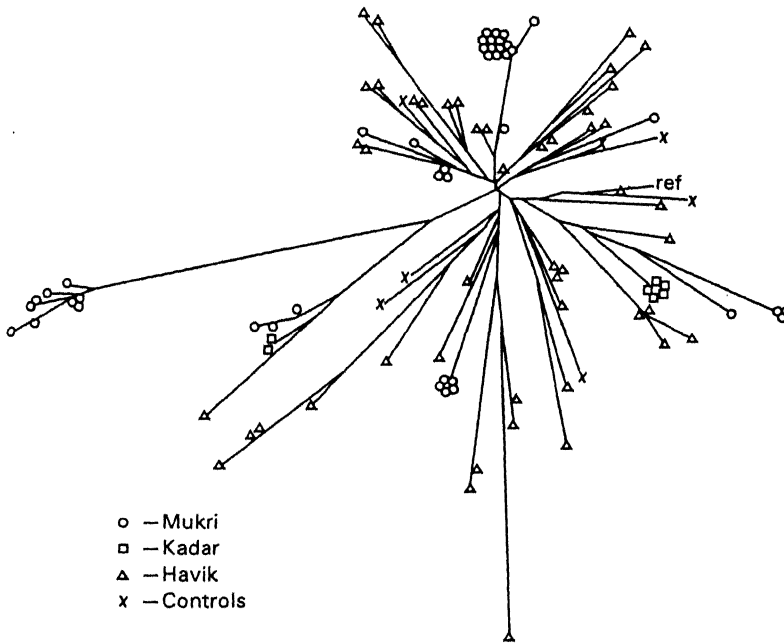 ref
o — Mukri
□ — Kadar
△ — Havik
x — Controls